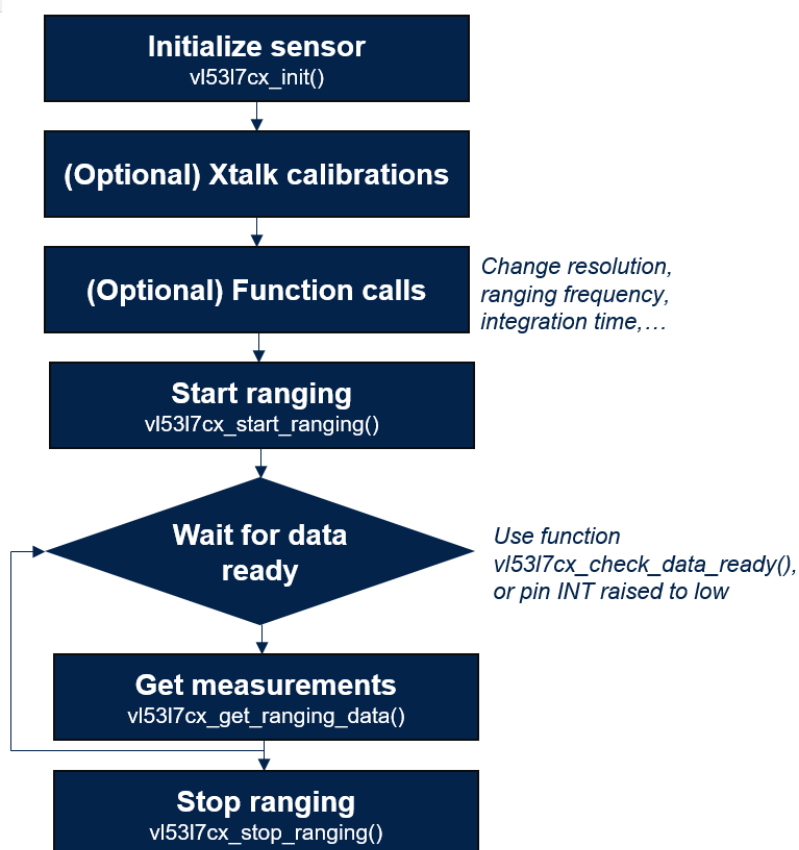 Initialize sensor
vl53l7cx_init()
(Optional) Xtalk calibrations
(Optional) Function calls
Change resolution,
ranging frequency,
integration time,…
Start ranging
vl53l7cx_start_ranging()
Wait for data
ready
Use function
vl53l7cx_check_data_ready(),
or pin INT raised to low
Get measurements
vl53l7cx_get_ranging_data()
Stop ranging
vl53l7cx_stop_ranging()